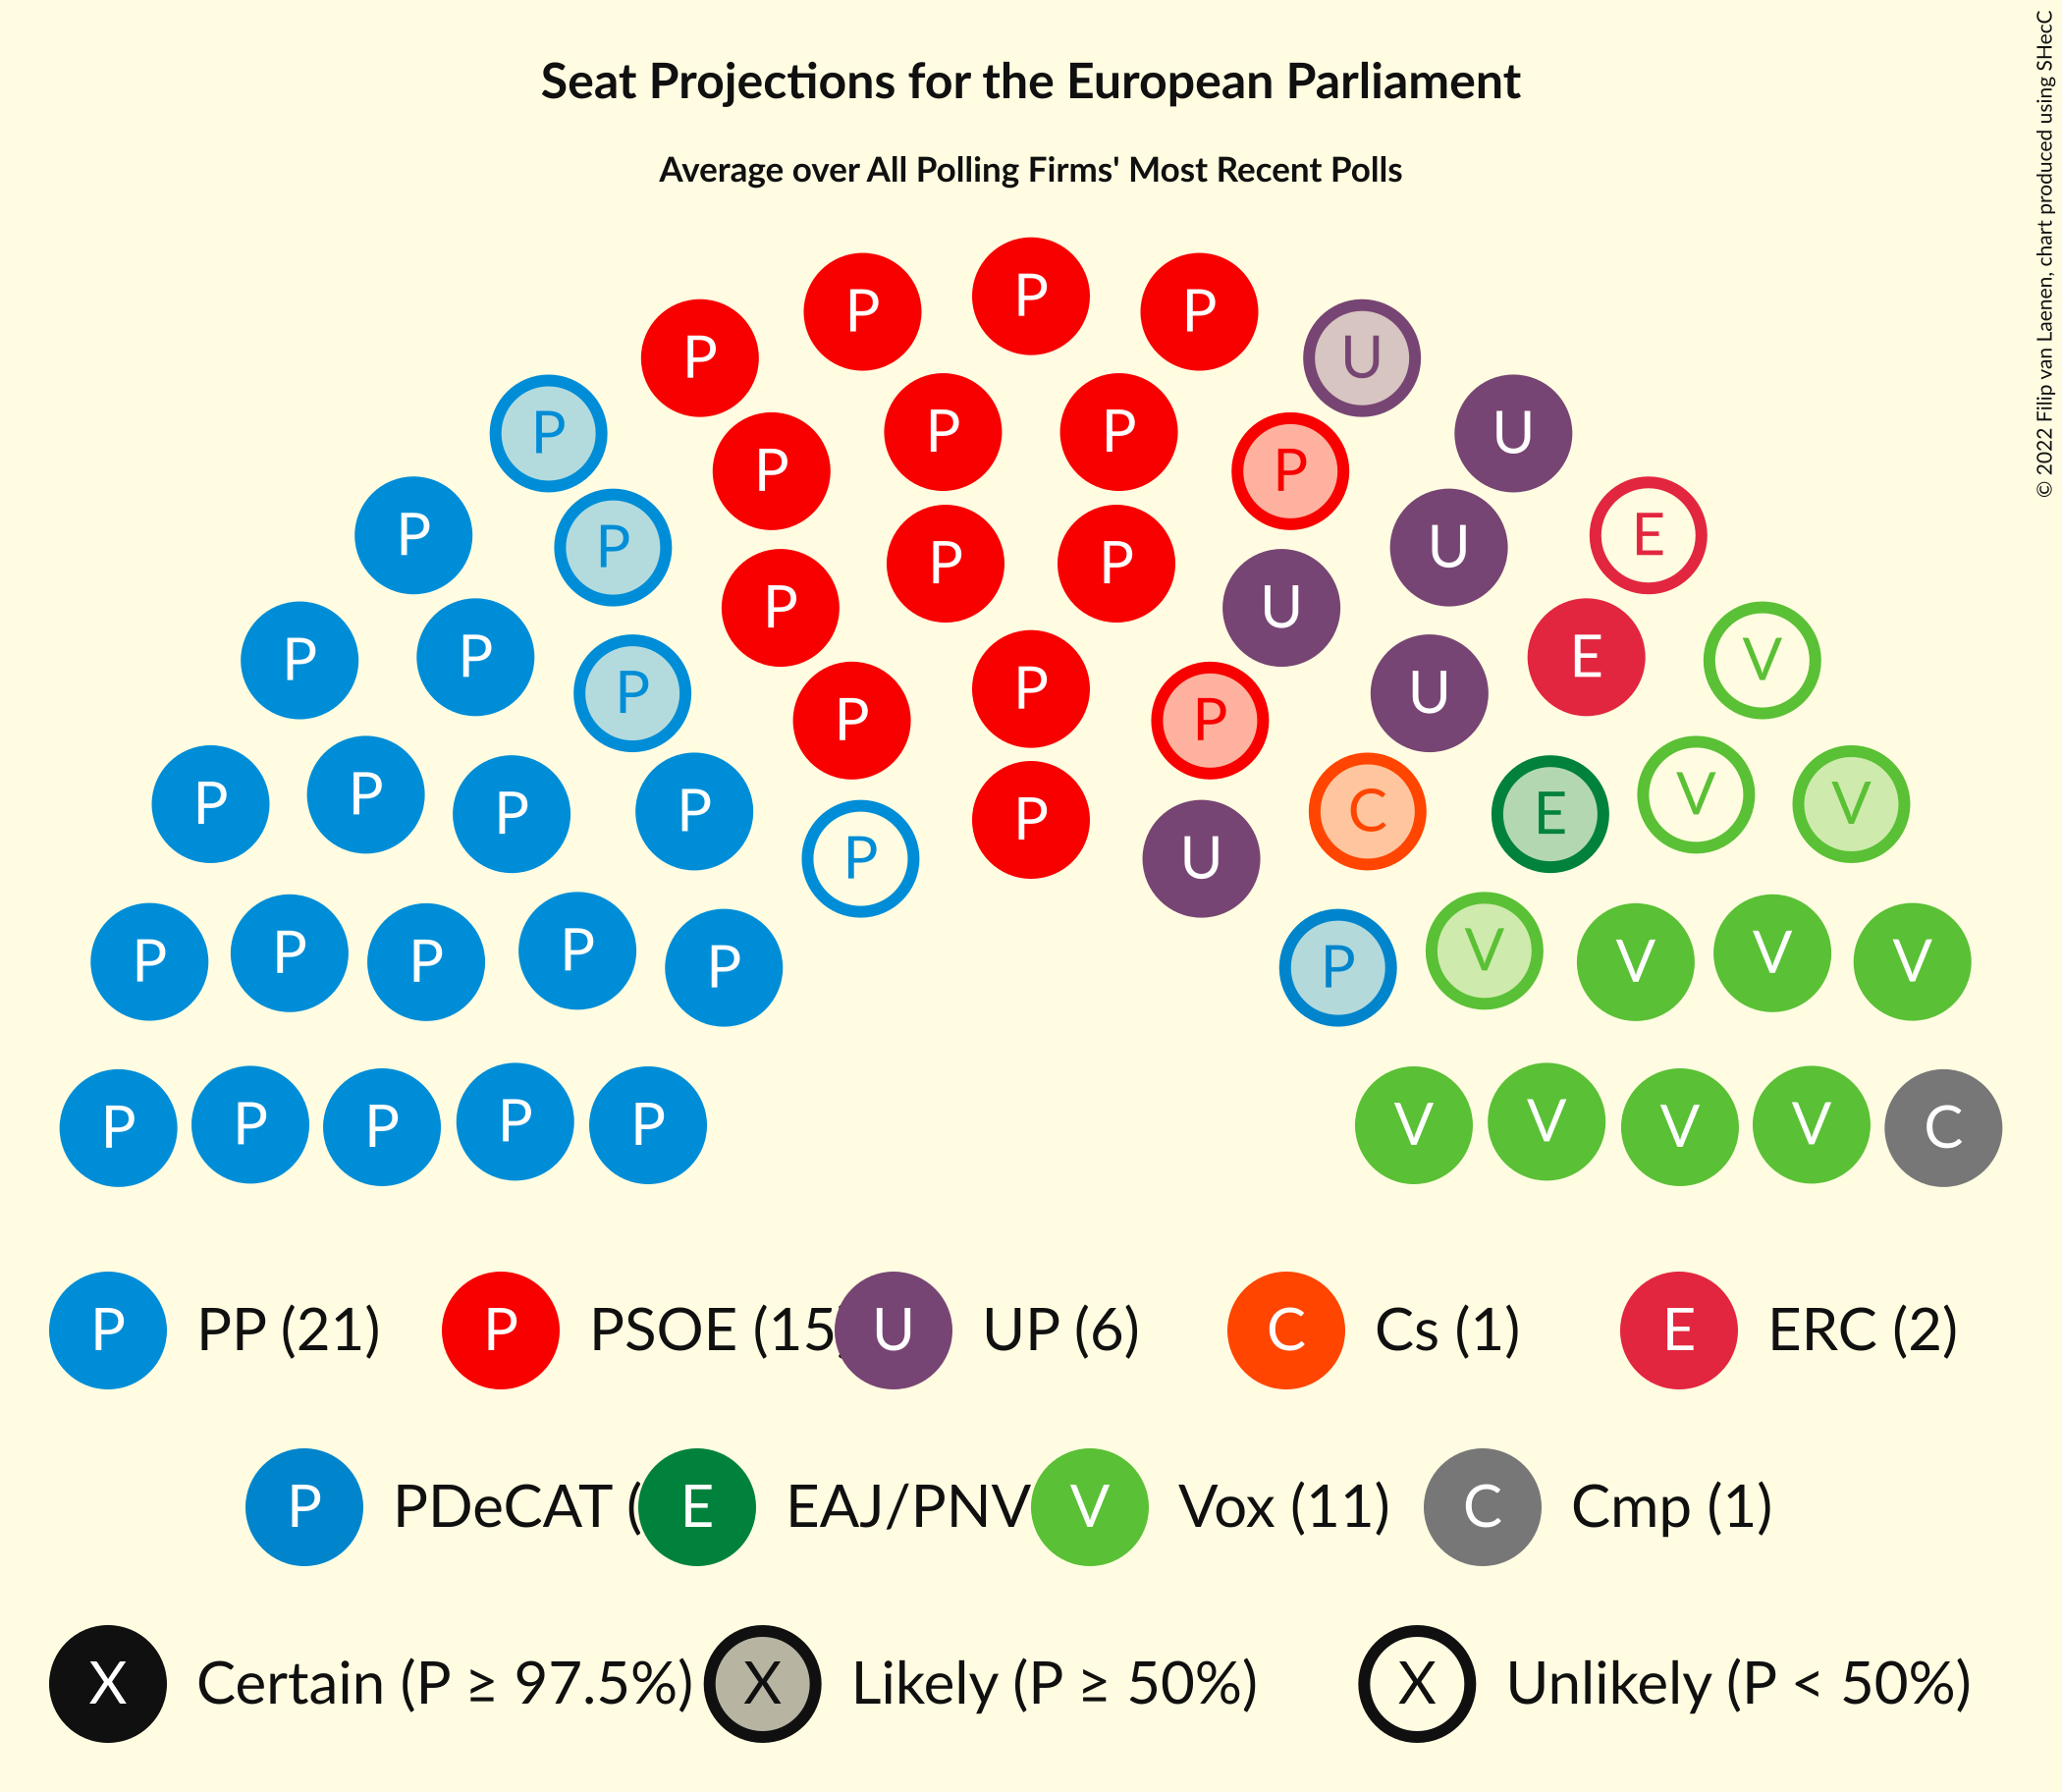 Seat Projections for the European Parliament
Average over All Polling Firms' Most Recent Polls
© 2022 Filip van Laenen, chart produced using SHecC
P
P P
P U
P P P U
P P
P E
P P P U
P U
P P E V
P P U
P P
P P P P P C E V V
P U
P P P P P P V V V V
P P P P P V V V V C
P PP (21) P PSOE (15 U UP (6) C Cs (1) E ERC (2)
P PDeCAT ( E EAJ/PNV V Vox (11) C Cmp (1)
X Certain (P ≥ 97.5%) X Likely (P ≥ 50%) X Unlikely (P < 50%)